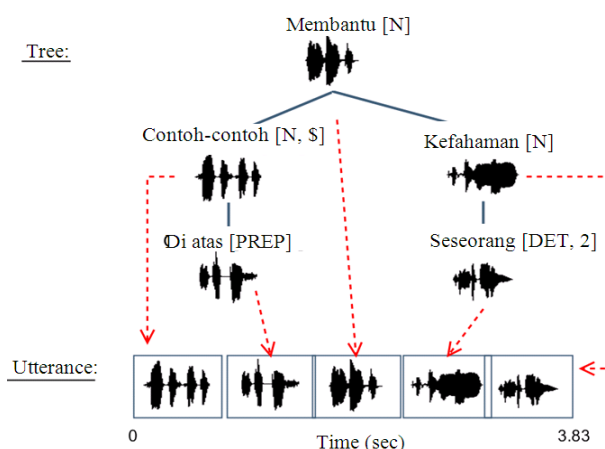 Membantu [N]
Tree:
Contoh-contoh [N, $]
Kefahaman [N]
Di atas [PREP]
Seseorang [DET, 2]
Utterance:
0
Time (sec)
3.83